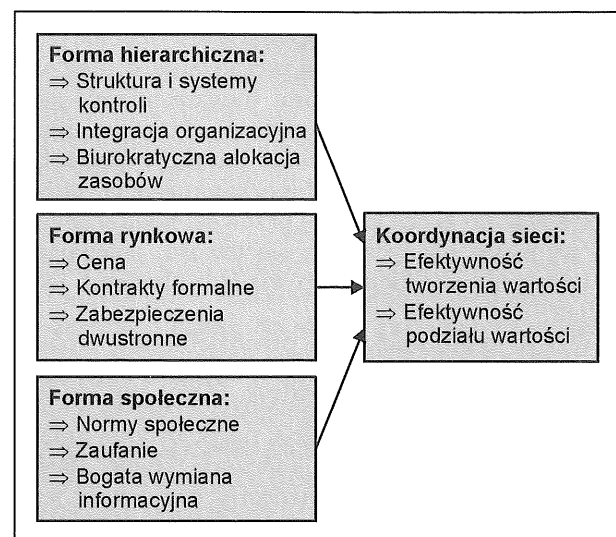 Forma hierarchiczna:
⇒ Struktura i systemy
kontroli
⇒ Integracja organizacyjna
⇒ Biurokratyczna alokacja
zasobów
Forma rynkowa:
⇒ Cena
⇒ Kontrakty formalne
⇒ Zabezpieczenia
dwustronne
Forma społeczna:
⇒ Normy społeczne
⇒ Zaufanie
⇒ Bogata wymiana
informacyjna
Koordynacja sieci:
⇒ Efektywność
tworzenia wartości
⇒ Efektywność
podziału wartości